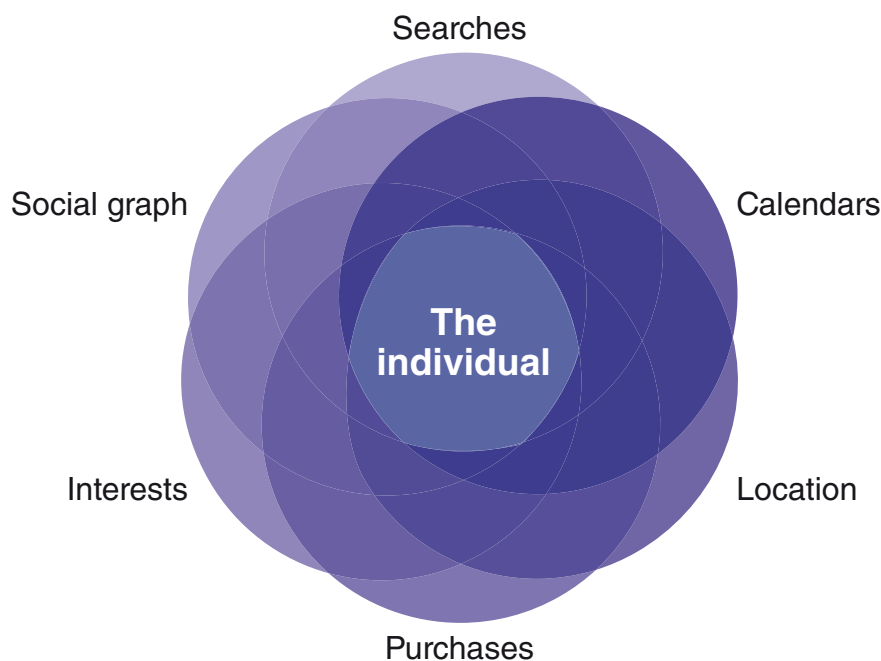 Searches
Social graph
Calendars
The
individual
Interests
Location
Purchases